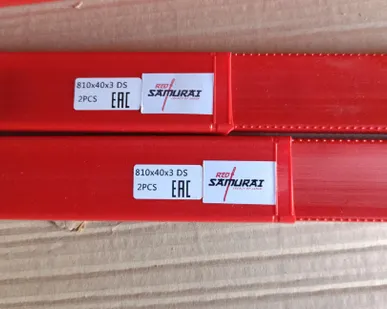 810x40x3 DS
2PCS
EAC
RED
SAMURAI
810x40x3 DS
2PCS
EAC
RED
SAMURAI